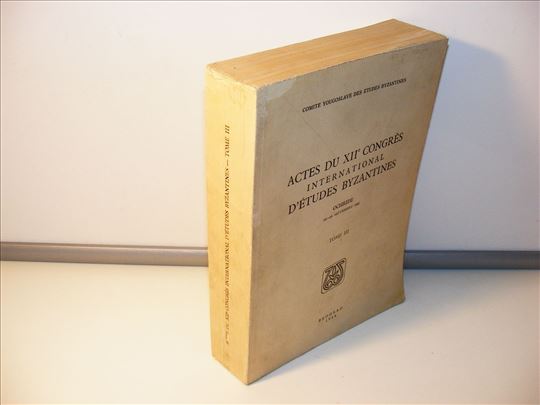 COMITÉ YOUGOSLAVE DES ÉTUDES BYZANTINES
ACTES DU XIIᵉ CONGRÈS
INTERNATIONAL
D'ÉTUDES BYZANTINES
OCHRIDE
TOME III
BEOGRAD
ACTES DU XIIᵉ CONGRÈS INTERNATIONAL D'ÉTUDES BYZANTINES — TOME III